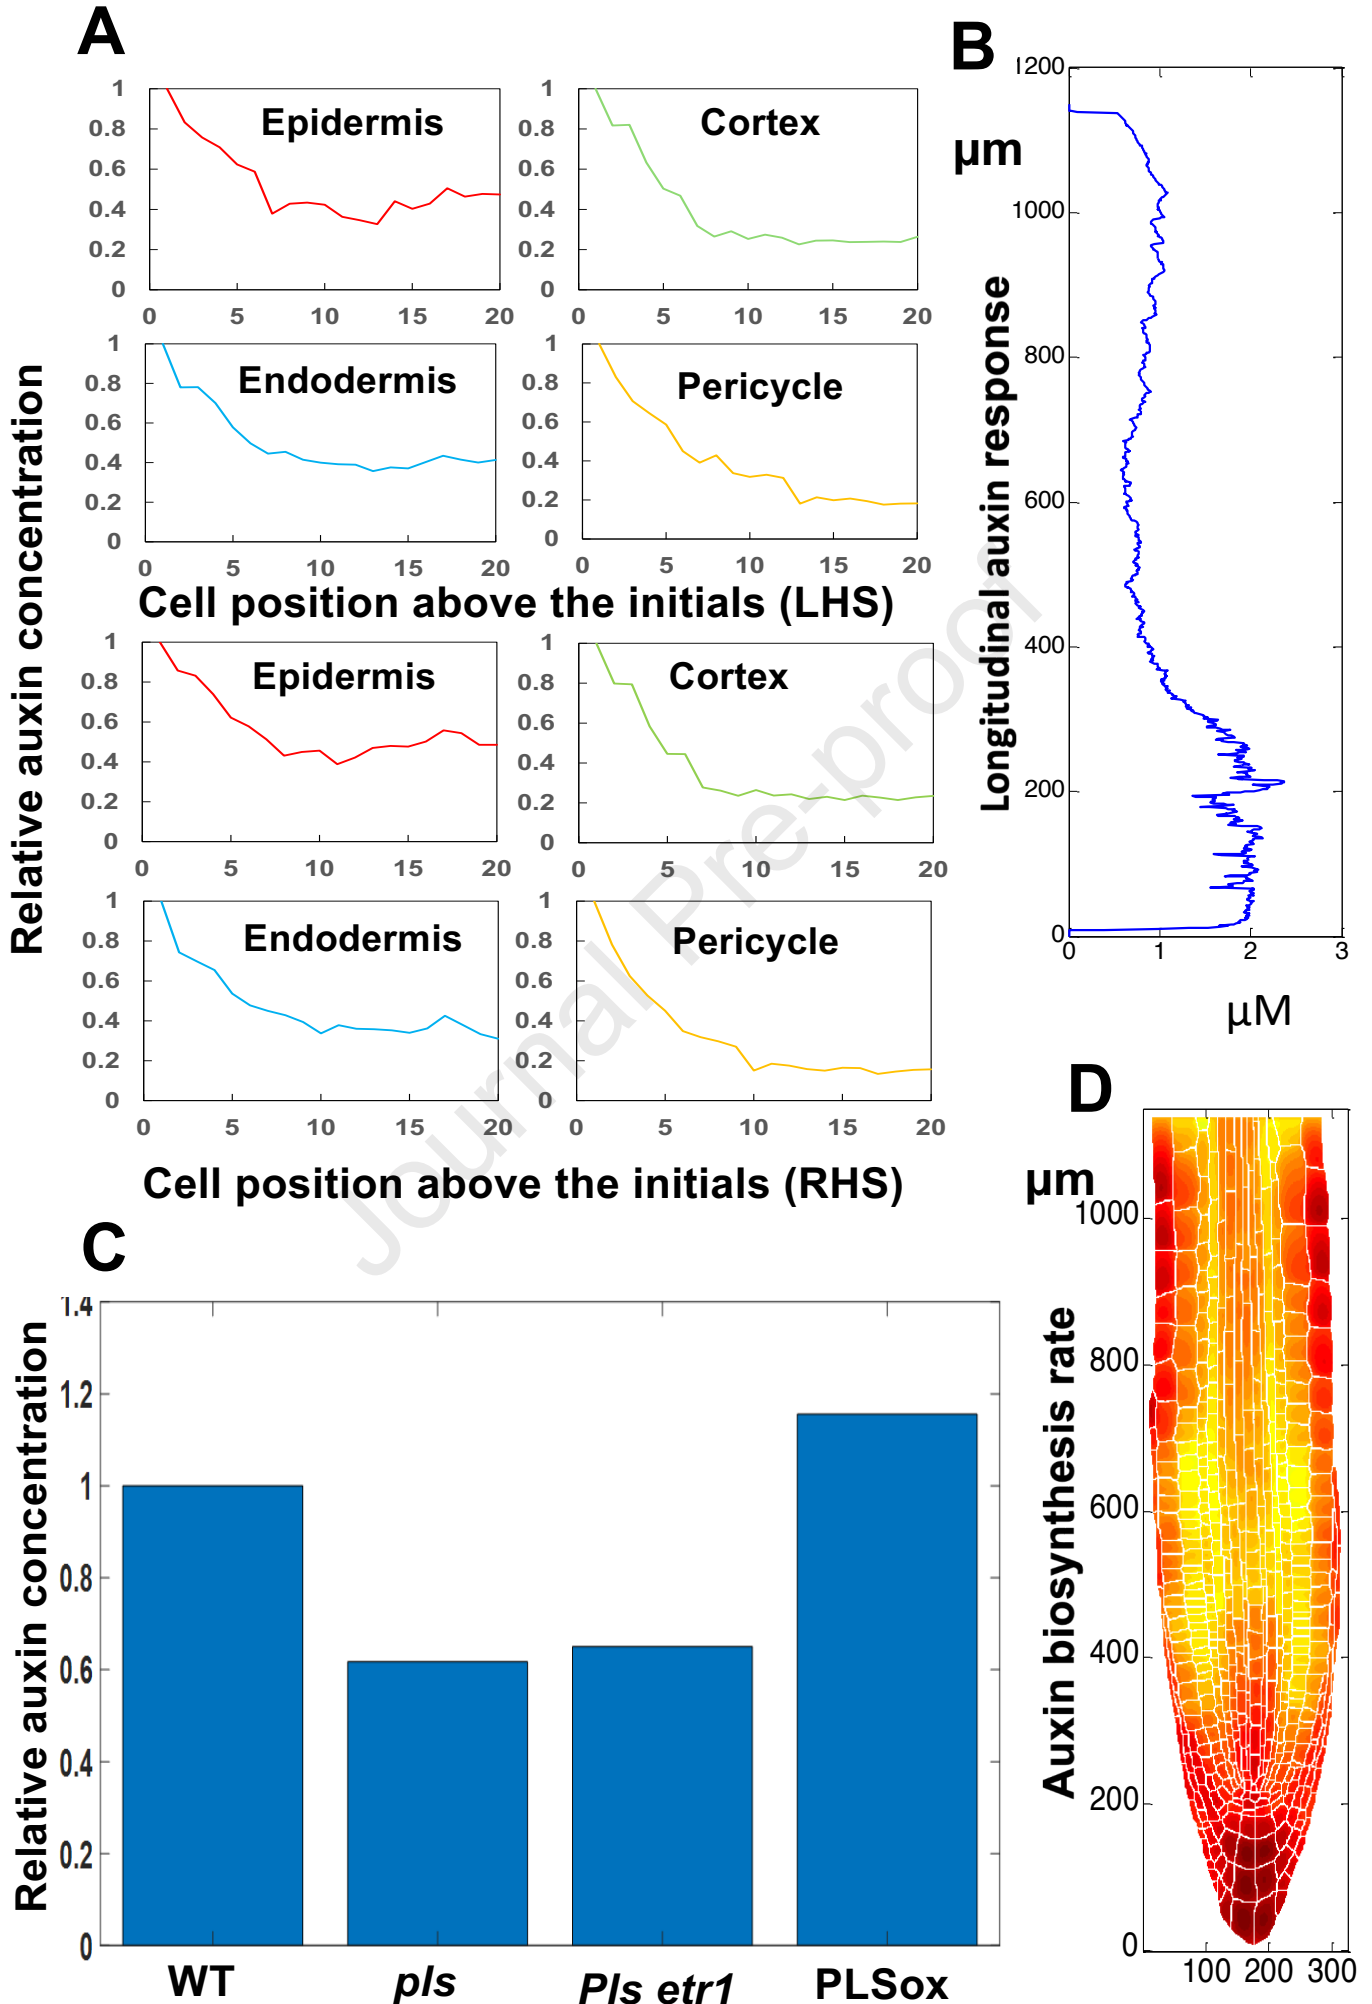 A
Relative auxin concentration
1
0.8
0.6
0.4
0.2
0
Epidermis
0 5 10 15 20
1
0.8
0.6
0.4
0.2
0
Cortex
0 5 10 15 20
1
0.8
0.6
0.4
0.2
0
Endodermis
0 5 10 15 20
1
0.8
0.6
0.4
0.2
0
Pericycle
0 5 10 15 20
Cell position above the initials (LHS)
1
0.8
0.6
0.4
0.2
0
Epidermis
0 5 10 15 20
1
0.8
0.6
0.4
0.2
0
Cortex
0 5 10 15 20
1
0.8
0.6
0.4
0.2
0
Endodermis
0 5 10 15 20
1
0.8
0.6
0.4
0.2
0
Pericycle
0 5 10 15 20
Cell position above the initials (RHS)
B
µm
Longitudinal auxin response
1200
1000
800
600
400
200
0
0 1 2 3
µM
C
Relative auxin concentration
1.4
1.2
1
0.8
0.6
0.4
0.2
0
WT pls Pls etr1 PLSox
D
µm
Auxin biosynthesis rate
1000
800
600
400
200
0
100 200 300
Journal Pre-proof